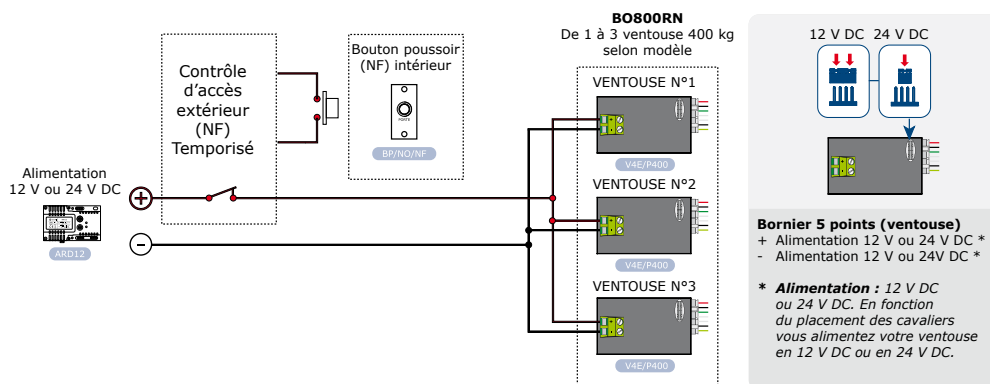 BO800RN
De 1 à 3 ventouse 400 kg
selon modèle
Contrôle
d'accès
extérieur
(NF)
Temporisé
Bouton poussoir
(NF) intérieur
PORTE
BP/NO/NF
Alimentation
12 V ou 24 V DC
ARD12
+
-
VENTOUSE N°1
+ -
V4E/P400
VENTOUSE N°2
+ -
V4E/P400
VENTOUSE N°3
+ -
V4E/P400
12 V DC 24 V DC
+ -
Bornier 5 points (ventouse)
+ Alimentation 12 V ou 24 V DC *
- Alimentation 12 V ou 24V DC *
* Alimentation : 12 V DC
ou 24 V DC. En fonction
du placement des cavaliers
vous alimentez votre ventouse
en 12 V DC ou en 24 V DC.